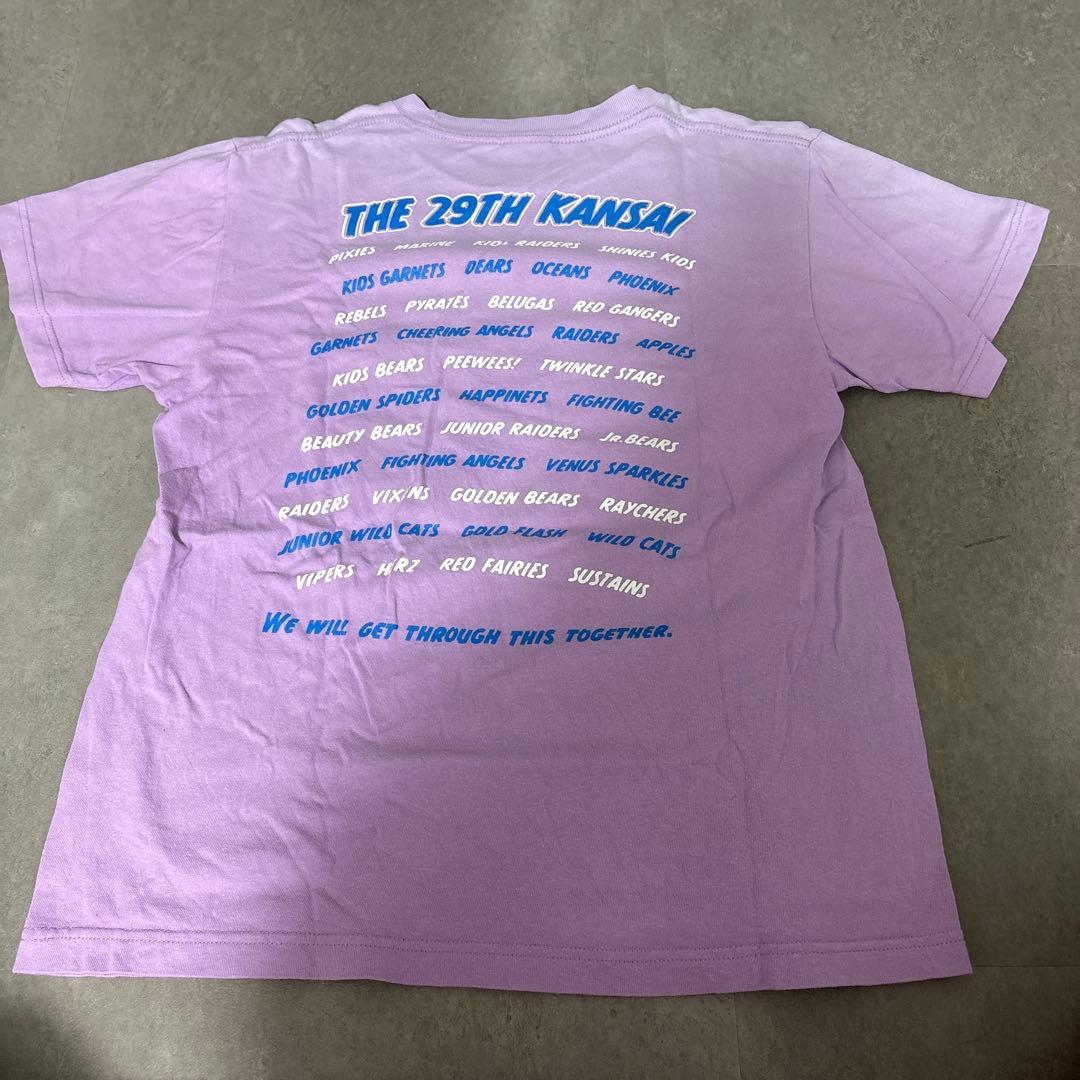 THE 29TH KANSAI
PIXIES MARINE KIDS RAIDERS SHINIES KIDS
KIDS GARNETS DEARS OCEANS PHOENIX
REBELS PYRATES BELUGAS RED GANGERS
GARNETS CHEERING ANGELS RAIDERS APPLES
KIDS BEARS PEEWEES! TWINKLE STARS
GOLDEN SPIDERS HAPPINETS FIGHTING BEE
BEAUTY BEARS JUNIOR RAIDERS JR.BEARS
PHOENIX FIGHTING ANGELS VENUS SPARKLES
RAIDERS VIXENS GOLDEN BEARS RAYCHERS
JUNIOR WILD CATS GOLD FLASH WILD CATS
VIPERS RED FAIRIES SUSTAINS
WE WILL GET THROUGH THIS TOGETHER.